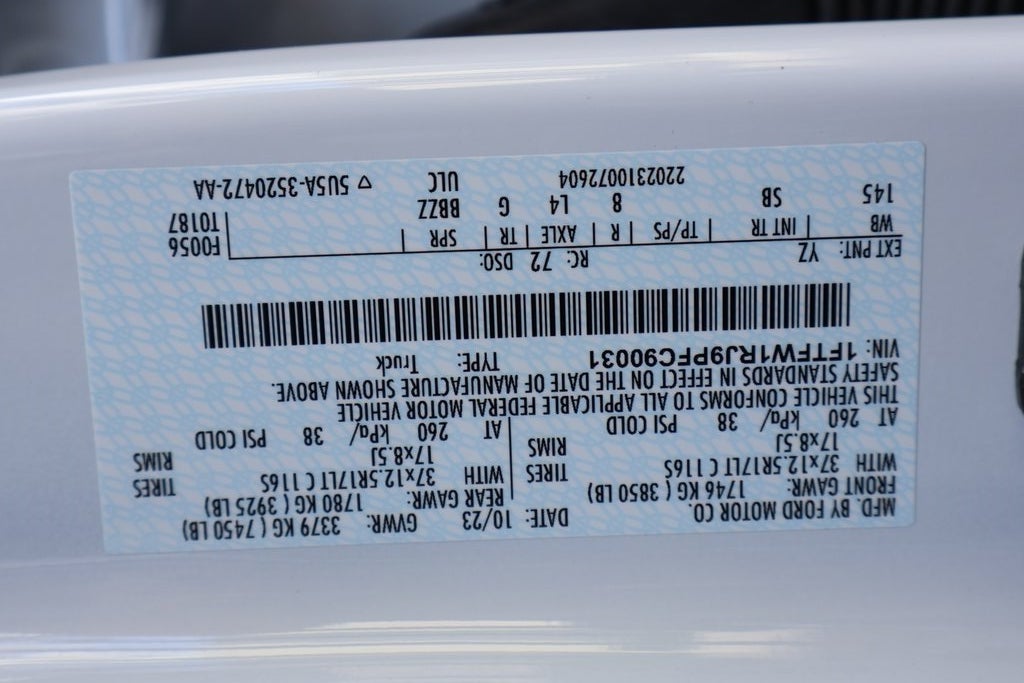 MFD. BY FORD MOTOR CO. DATE: 10/23 GVWR: 3379 KG ( 7450 LB)
FRONT GAWR: 1746 KG ( 3850 LB) REAR GAWR: 1780 KG ( 3925 LB)
WITH 37x12.5R17LT C 116S TIRES WITH 37x12.5R17LT C 116S TIRES
17x8.5J RIMS 17x8.5J RIMS
AT 260 kPa/ 38 PSI COLD AT 260 kPa/ 38 PSI COLD
THIS VEHICLE CONFORMS TO ALL APPLICABLE FEDERAL MOTOR VEHICLE
SAFETY STANDARDS IN EFFECT ON THE DATE OF MANUFACTURE SHOWN ABOVE.
VIN: 1FTFW1RJ9PFC90031 TYPE: Truck
EXT PNT: YZ RC: 72 DSO: F0056
WB INT TR TP/PS R AXLE TR SPR T0187
145 SB 8 L4 G BBZZ
2202310072604 ULC ▽ 5U5A-3520472-AA